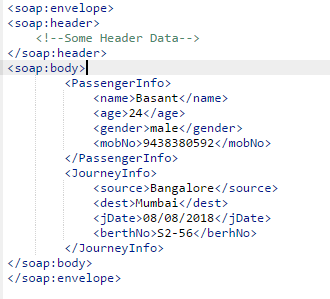 <soap:envelope>
<soap:header>
<!--Some Header Data-->
</soap:header>
<soap:body>
<PassengerInfo>
<name>Basant</name>
<age>24</age>
<gender>male</gender>
<mobNo>9438380592</mobNo>
</PassengerInfo>
<JourneyInfo>
<source>Bangalore</source>
<dest>Mumbai</dest>
<jDate>08/08/2018</jDate>
<berthNo>S2-56</berhNo>
</JourneyInfo>
</soap:body>
</soap:envelope>